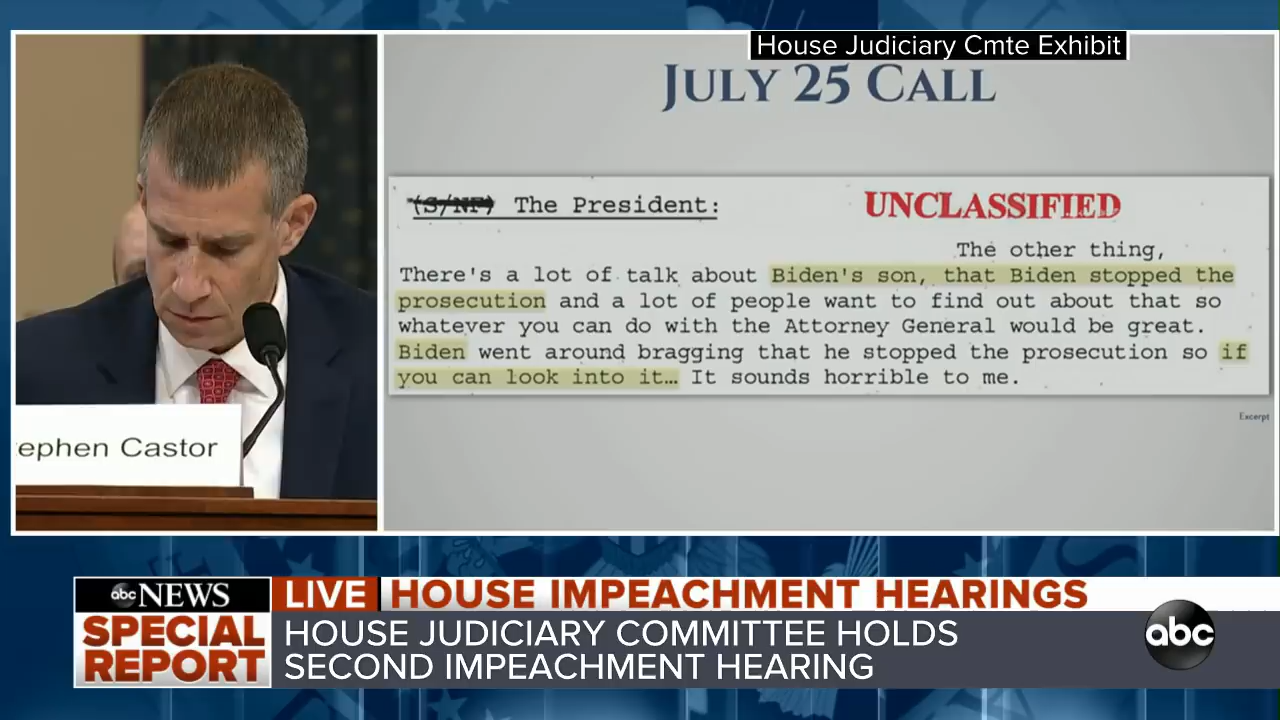 House Judiciary Cmte Exhibit
JULY 25 CALL
(S/NF) The President:
UNCLASSIFIED
The other thing,
There's a lot of talk about Biden's son, that Biden stopped the
prosecution and a lot of people want to find out about that so
whatever you can do with the Attorney General would be great.
Biden went around bragging that he stopped the prosecution so if
you can look into it... It sounds horrible to me.
Excerpt
ephen Castor
abc NEWS
SPECIAL
REPORT
LIVE HOUSE IMPEACHMENT HEARINGS
HOUSE JUDICIARY COMMITTEE HOLDS
SECOND IMPEACHMENT HEARING
abc